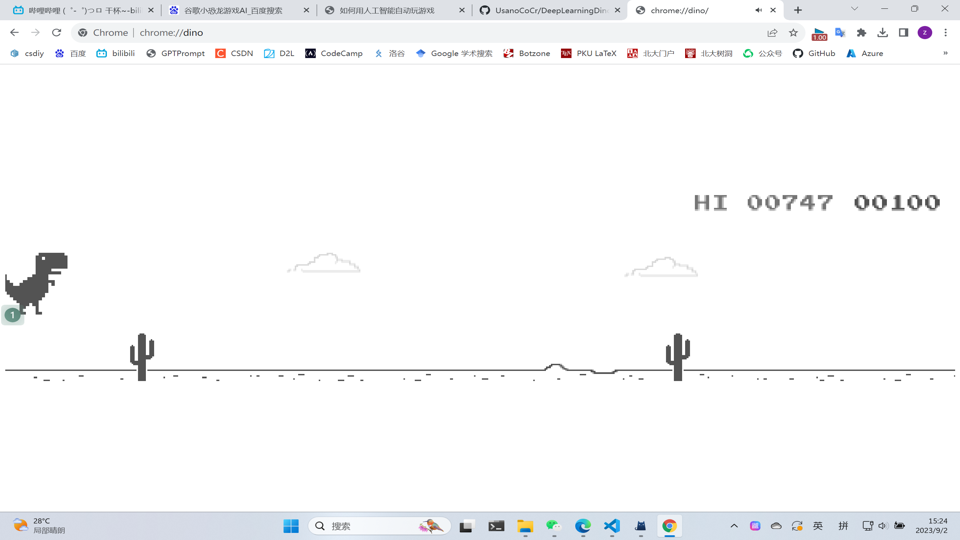 哔哩哔哩 (゜-゜)つロ 干杯~-bili
谷歌小恐龙游戏AI_百度搜索
如何用人工智能自动玩游戏
UsanoCoCr/DeepLearningDin
chrome://dino/
Chrome | chrome://dino
1.00
z
csdiy
百度
bilibili
GPTPrompt
CSDN
D2L
CodeCamp
洛谷
Google 学术搜索
Botzone
PKU LaTeX
北大门户
北大树洞
公众号
GitHub
Azure
»
HI 00747 00100
1
28°C
局部晴朗
搜索
英
拼
15:24
2023/9/2